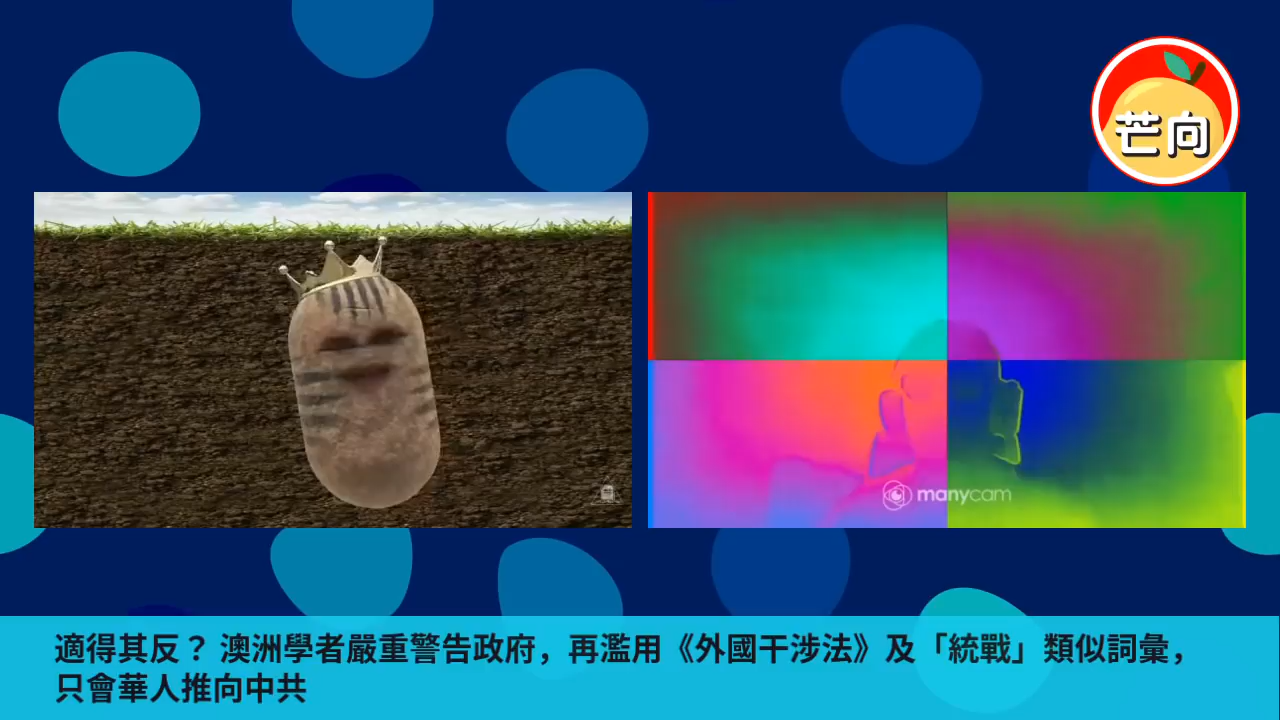 芒向
manycam
適得其反？ 澳洲學者嚴重警告政府，再濫用《外國干涉法》及「統戰」類似詞彙，
只會華人推向中共